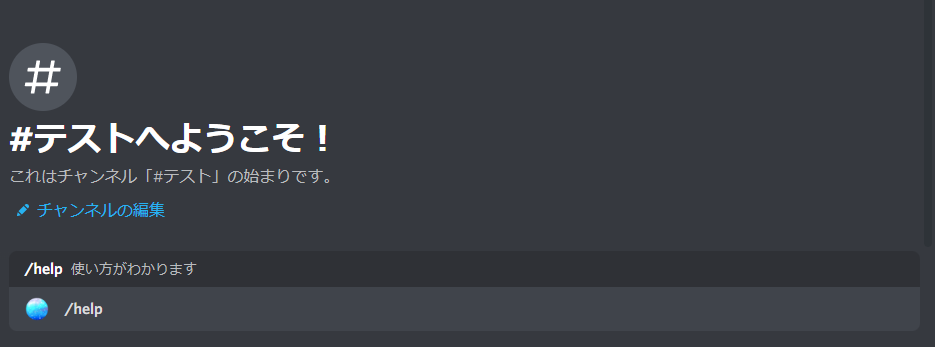 #テストへようこそ！
これはチャンネル「#テスト」の始まりです。
チャンネルの編集
/help 使い方がわかります
/help